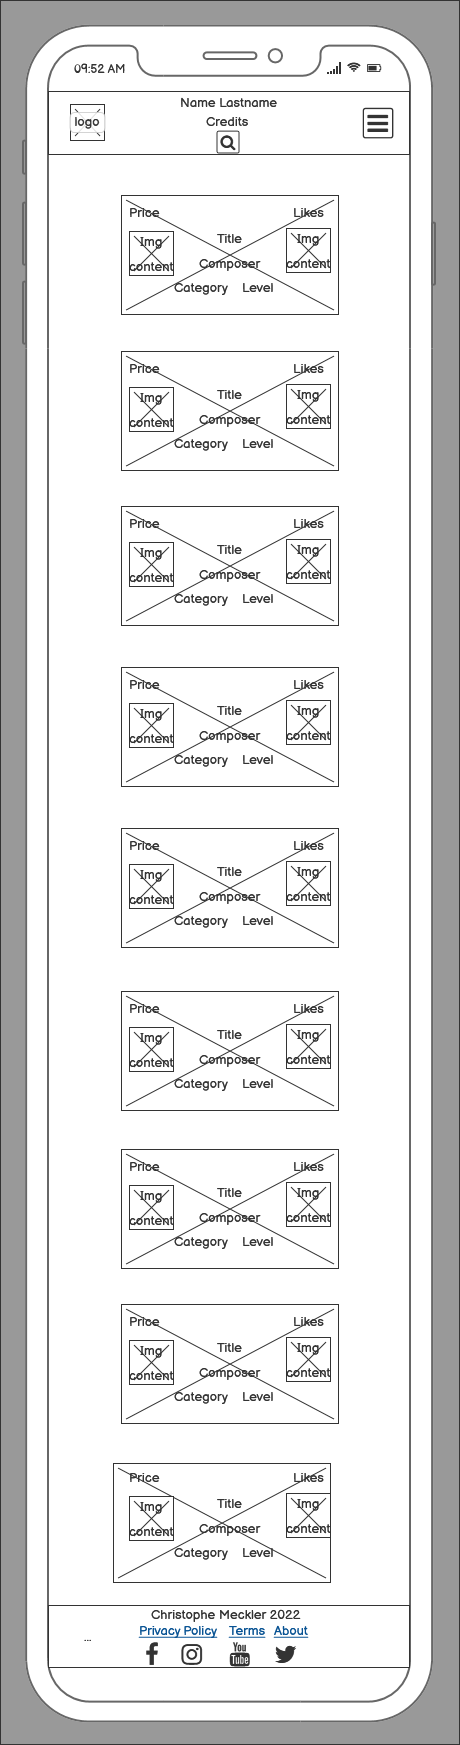 09:52 AM
Name Lastname
logo
Credits
Price Likes
Img Title Img
content Composer content
Category Level
Price Likes
Img Title Img
content Composer content
Category Level
Price Likes
Img Title Img
content Composer content
Category Level
Price Likes
Img Title Img
content Composer content
Category Level
Price Likes
Img Title Img
content Composer content
Category Level
Price Likes
Img Title Img
content Composer content
Category Level
Price Likes
Img Title Img
content Composer content
Category Level
Price Likes
Img Title Img
content Composer content
Category Level
Price Likes
Img Title Img
content Composer content
Category Level
Christophe Meckler 2022
Privacy Policy Terms About
...
You
Tube